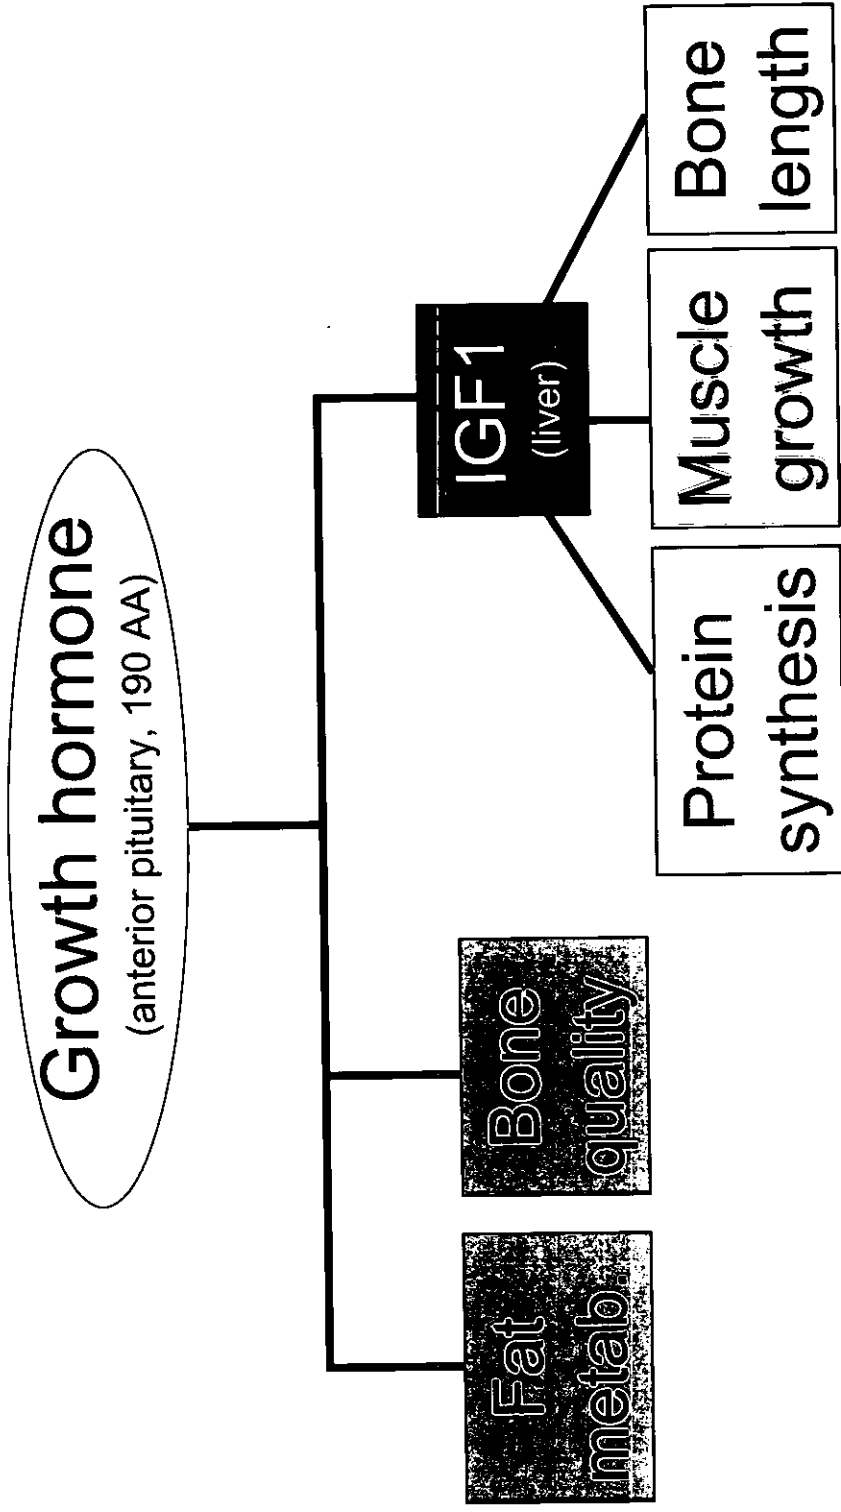 Growth hormone
(anterior pituitary, 190 AA)
Fat
metab.
Bone
quality
IGF1
(liver)
Protein
synthesis
Muscle
growth
Bone
length